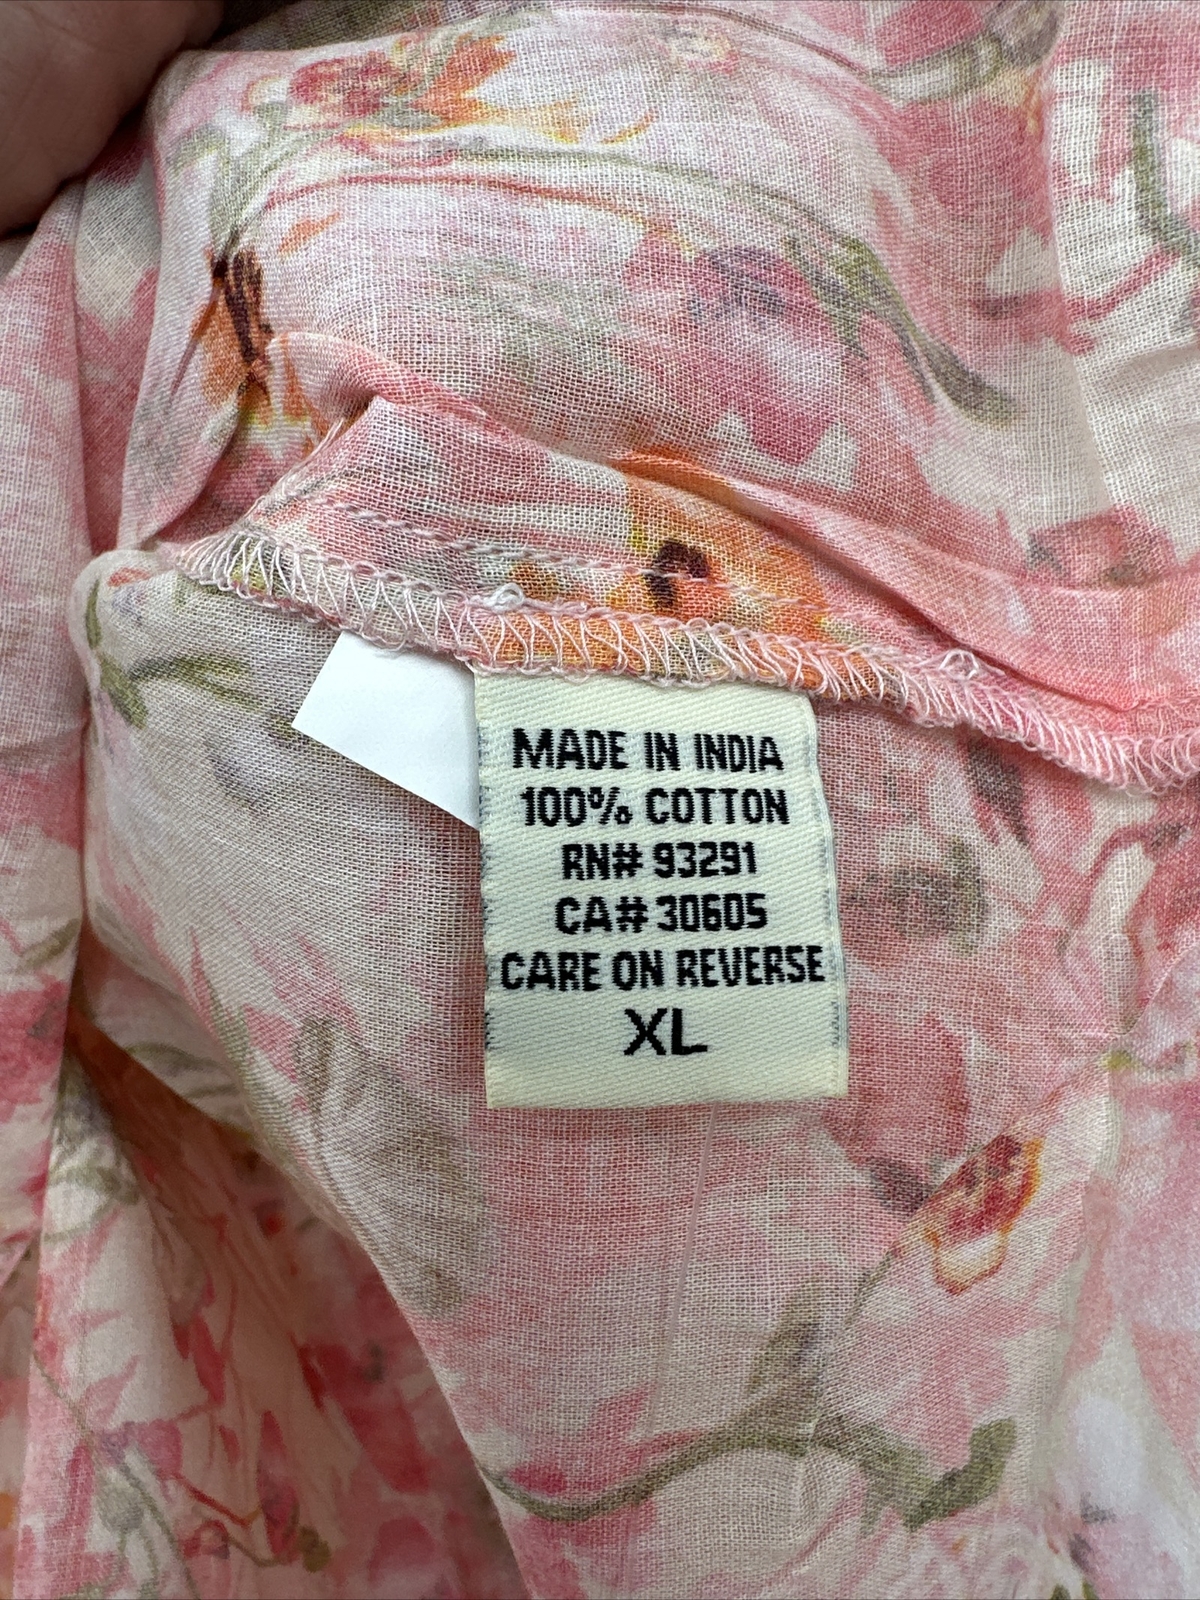 MADE IN INDIA
100% COTTON
RN# 93291
CA# 30605
CARE ON REVERSE
XL